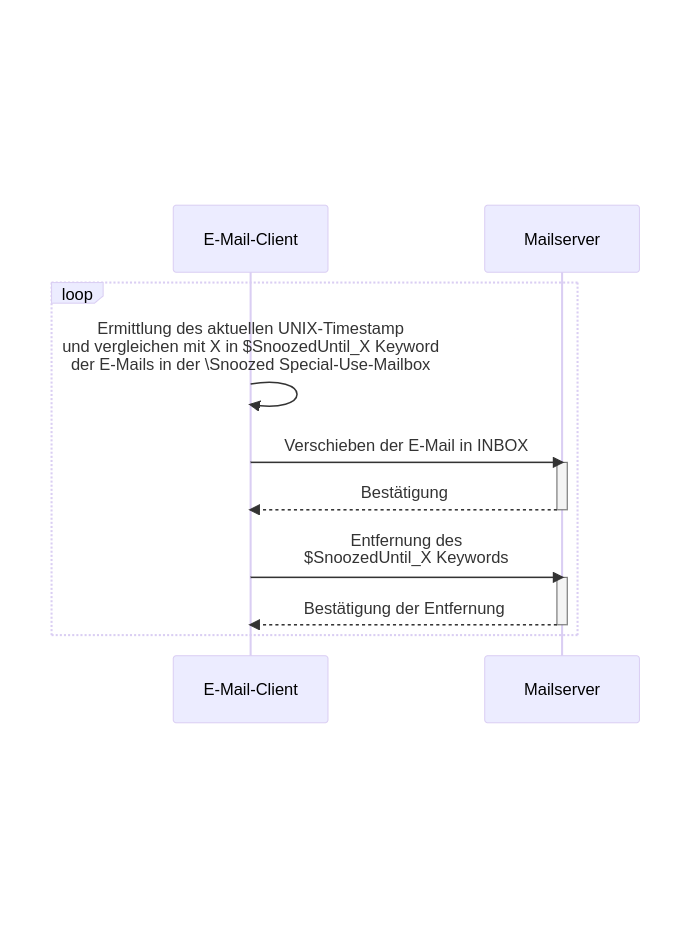 E-Mail-Client
Mailserver
loop
Ermittlung des aktuellen UNIX-Timestamp
und vergleichen mit X in $SnoozedUntil_X Keyword
der E-Mails in der \Snoozed Special-Use-Mailbox
Verschieben der E-Mail in INBOX
Bestätigung
Entfernung des
$SnoozedUntil_X Keywords
Bestätigung der Entfernung
E-Mail-Client
Mailserver